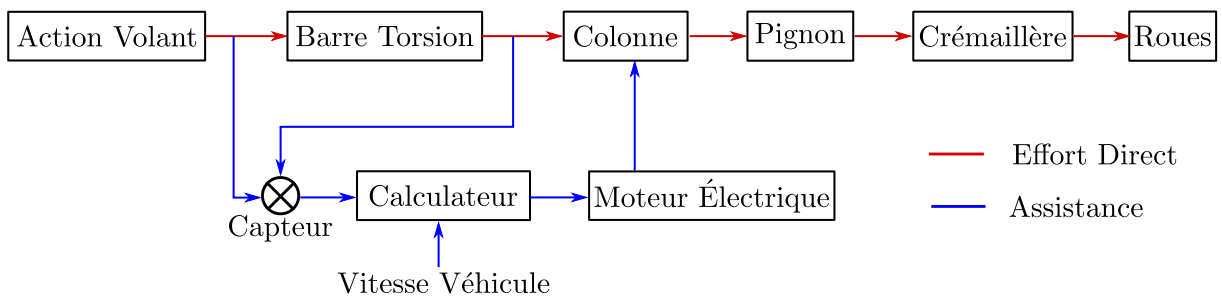 Action Volant
Barre Torsion
Colonne
Pignon
Crémaillère
Roues
Effort Direct
Calculateur
Moteur Électrique
Assistance
Capteur
Vitesse Véhicule